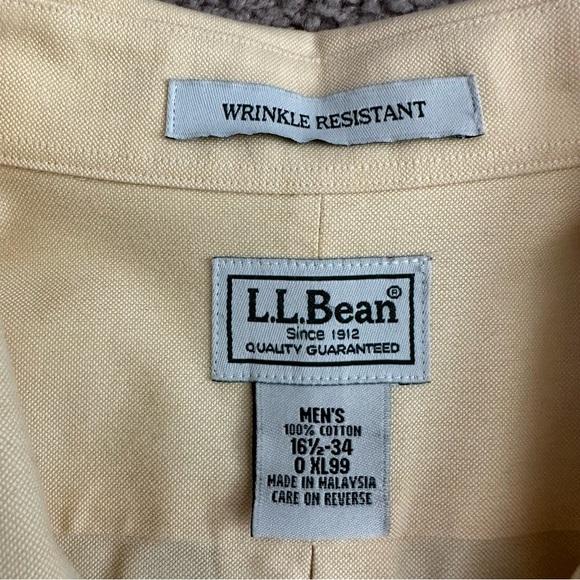 WRINKLE RESISTANT
L.L.Bean®
Since 1912
QUALITY GUARANTEED
MEN'S
100% COTTON
16½-34
0 XL99
MADE IN MALAYSIA
CARE ON REVERSE